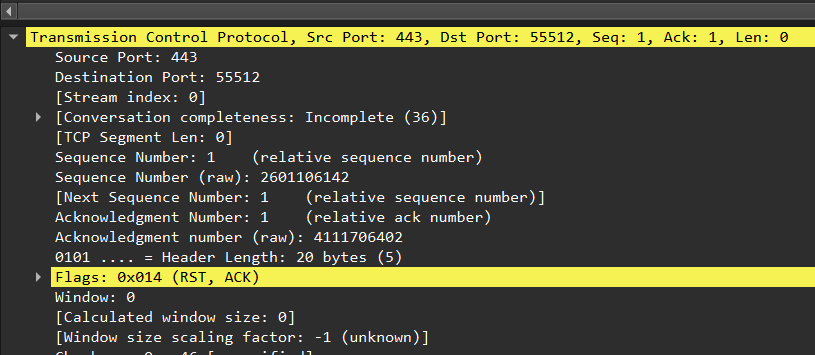 Transmission Control Protocol, Src Port: 443, Dst Port: 55512, Seq: 1, Ack: 1, Len: 0
Source Port: 443
Destination Port: 55512
[Stream index: 0]
[Conversation completeness: Incomplete (36)]
[TCP Segment Len: 0]
Sequence Number: 1    (relative sequence number)
Sequence Number (raw): 2601106142
[Next Sequence Number: 1    (relative sequence number)]
Acknowledgment Number: 1    (relative ack number)
Acknowledgment number (raw): 4111706402
0101 .... = Header Length: 20 bytes (5)
Flags: 0x014 (RST, ACK)
Window: 0
[Calculated window size: 0]
[Window size scaling factor: -1 (unknown)]